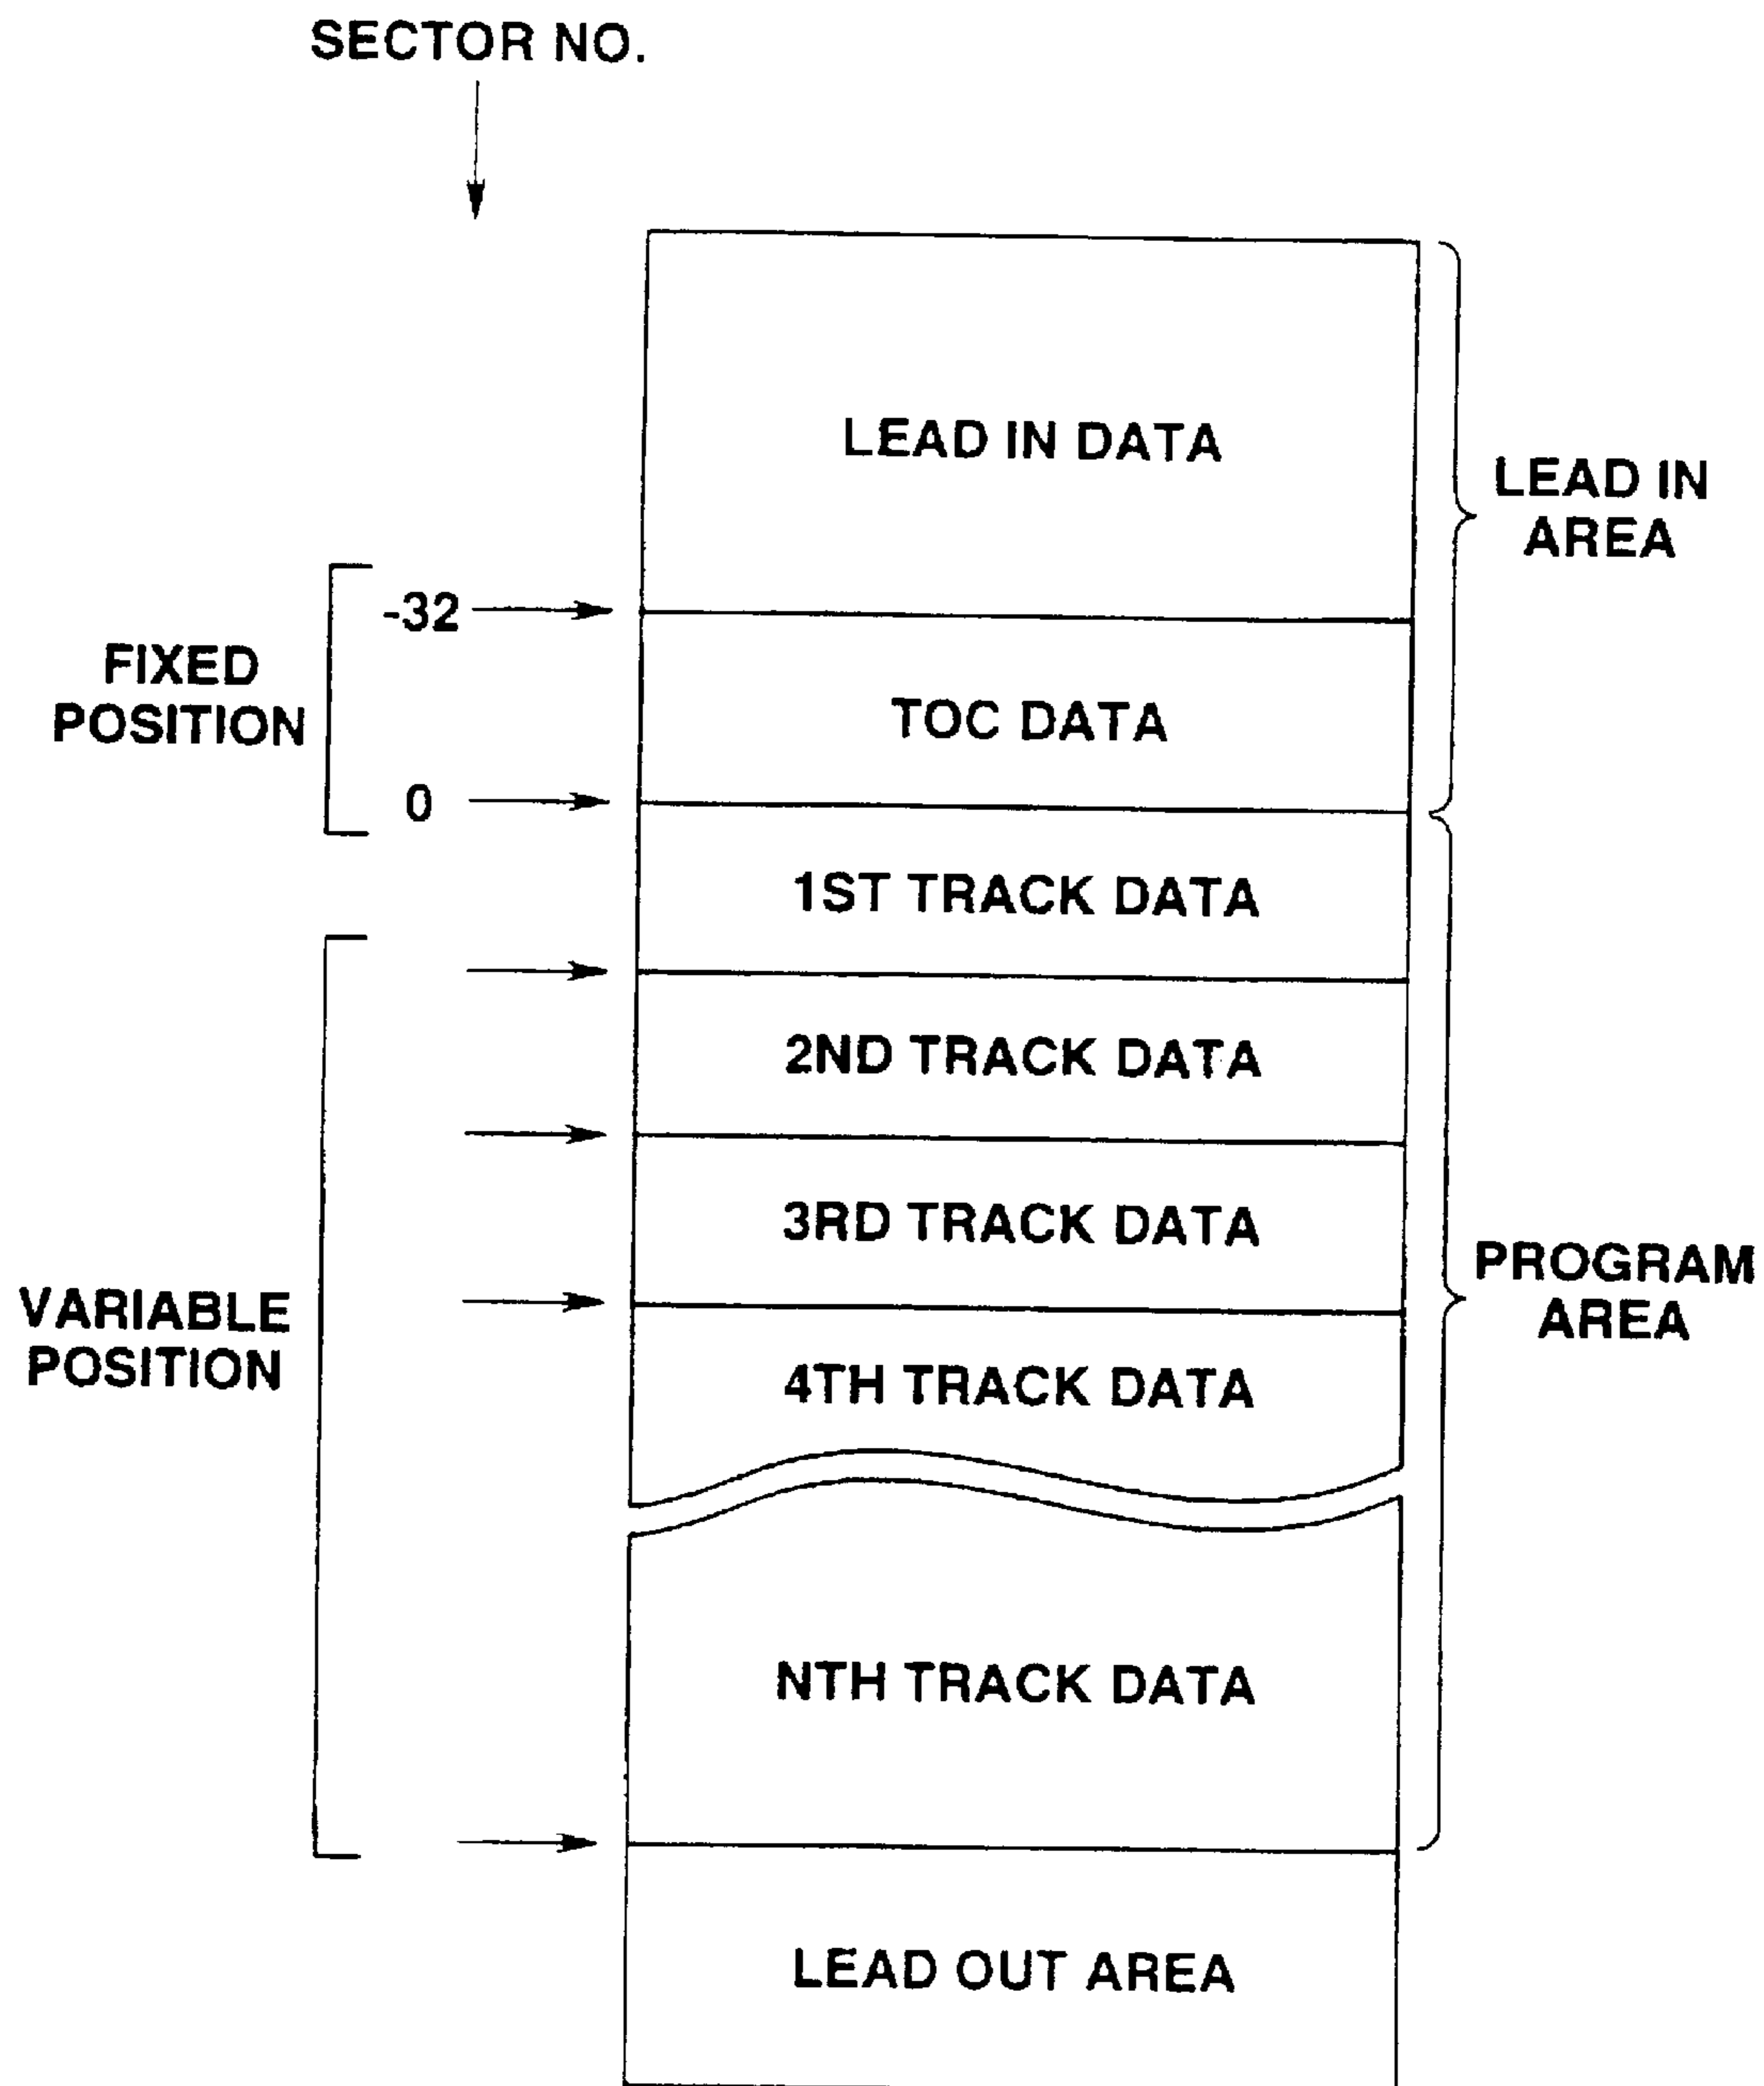 SECTOR NO.
LEAD IN DATA
LEAD IN
AREA
-32
FIXED
POSITION
TOC DATA
0
1ST TRACK DATA
2ND TRACK DATA
3RD TRACK DATA
PROGRAM
AREA
VARIABLE
POSITION
4TH TRACK DATA
NTH TRACK DATA
LEAD OUT AREA